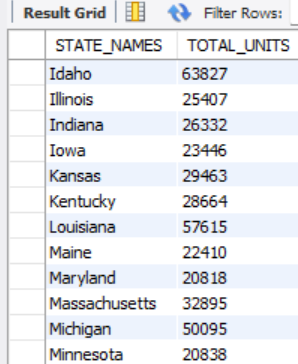 Result Grid Filter Rows:
STATE_NAMES TOTAL_UNITS
Idaho 63827
Illinois 25407
Indiana 26332
Iowa 23446
Kansas 29463
Kentucky 28664
Louisiana 57615
Maine 22410
Maryland 20818
Massachusetts 32895
Michigan 50095
Minnesota 20838